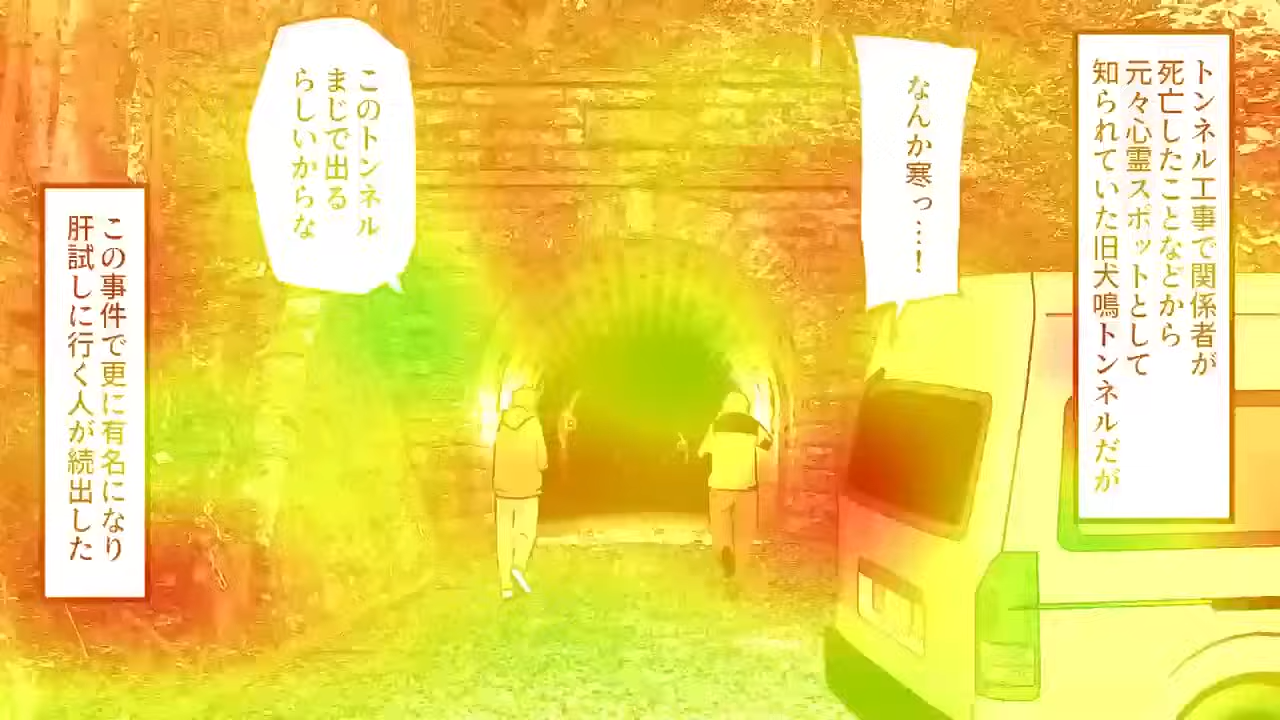 トンネル工事で関係者が
死亡したことなどから
元々心霊スポットとして
知られていた旧犬鳴トンネルだが
なんか寒っ…！
このトンネル
まじで出る
らしいからな
この事件で更に有名になり
肝試しに行く人が続出した